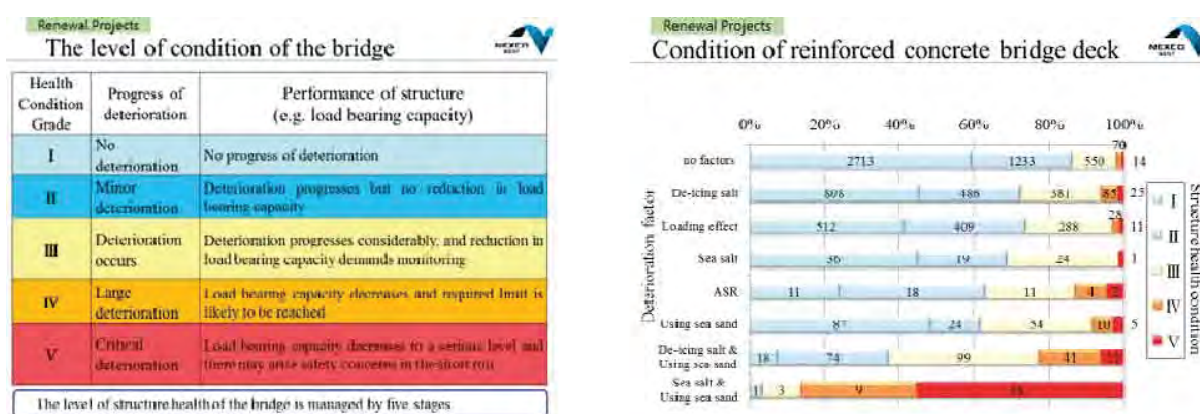 Renewal Projects
The level of condition of the bridge
NEXCO
WEST
Health Condition Grade
Progress of deterioration
Performance of structure (e.g. load bearing capacity)
I
No deterioration
No progress of deterioration
II
Minor deterioration
Deterioration progresses but no reduction in load bearing capacity
III
Deterioration occurs
Deterioration progresses considerably, and reduction in load bearing capacity demands monitoring
IV
Large deterioration
Load bearing capacity decreases and required limit is likely to be reached
V
Critical deterioration
Load bearing capacity decreases to a serious level and there may arise safety concerns in the short run
The level of structure health of the bridge is managed by five stages
Renewal Projects
Condition of reinforced concrete bridge deck
NEXCO
WEST
0% 20% 40% 60% 80% 100%
Deterioration factor
no factors 2713 1233 550 70 14
De-icing salt 486 381 85
Loading effect 512 409 288 28 11
Sea salt 36 19 24 1
ASR 11 18 11 4 2
Using sea sand 24 10 5
De-icing salt & Using sea sand 18 74 99 41
Sea salt & Using sea sand 1 3 9
Structure health condition
I
II
III
IV
V